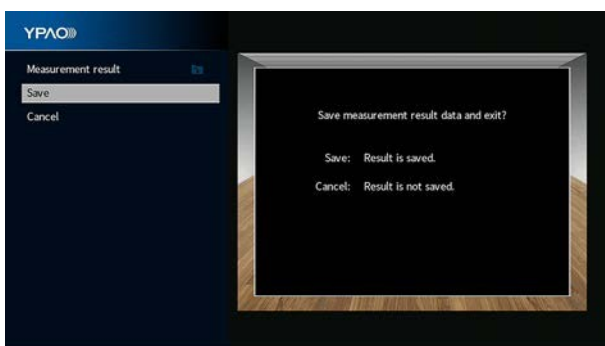 YPAO
Measurement result
Save
Cancel
Save measurement result data and exit?
Save: Result is saved.
Cancel: Result is not saved.